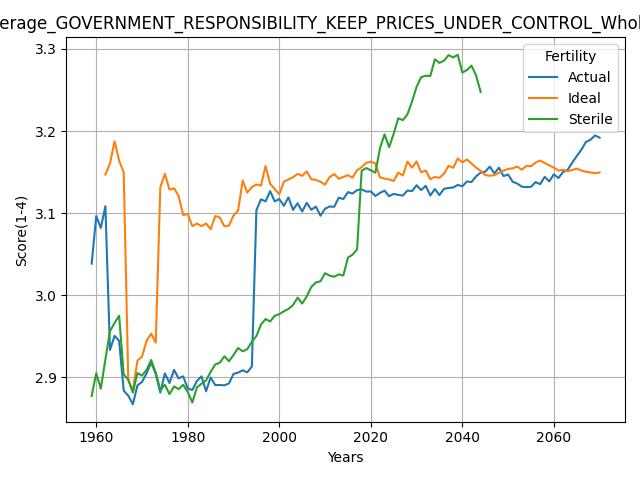 erage_GOVERNMENT_RESPONSIBILITY_KEEP_PRICES_UNDER_CONTROL_Whol
Fertility
Actual
Ideal
Sterile
3.3
3.2
3.1
3.0
2.9
Score(1-4)
1960 1980 2000 2020 2040 2060
Years